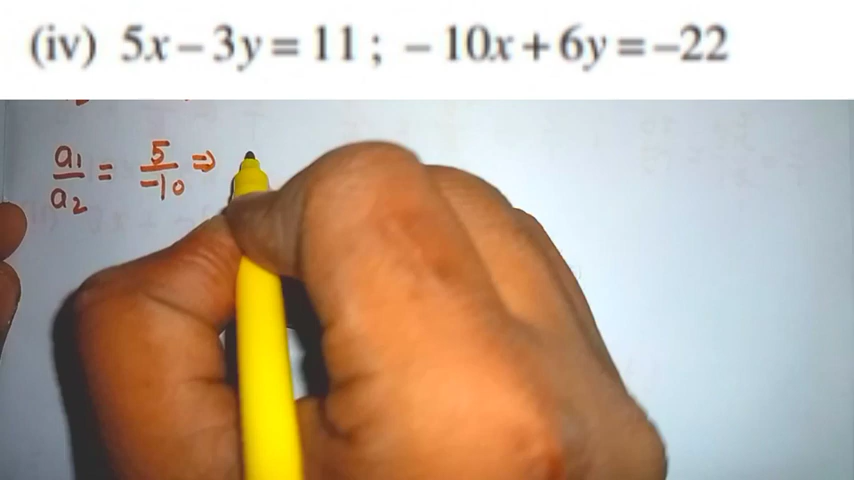 (iv) 5x – 3y = 11 ; – 10x + 6y = –22
a₁/a₂ = 5/-10 ⇒